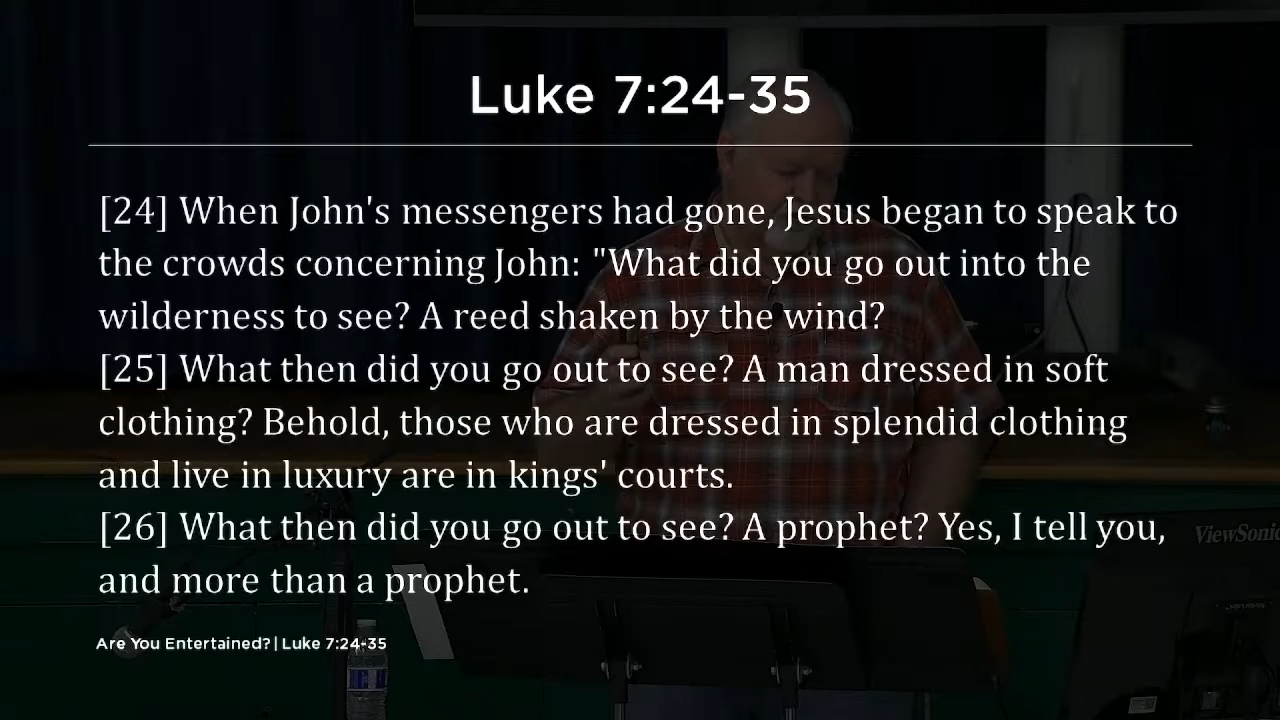 Luke 7:24-35
[24] When John's messengers had gone, Jesus began to speak to
the crowds concerning John: "What did you go out into the
wilderness to see? A reed shaken by the wind?
[25] What then did you go out to see? A man dressed in soft
clothing? Behold, those who are dressed in splendid clothing
and live in luxury are in kings' courts.
[26] What then did you go out to see? A prophet? Yes, I tell you,
and more than a prophet.
ViewSonic
Are You Entertained? | Luke 7:24-35